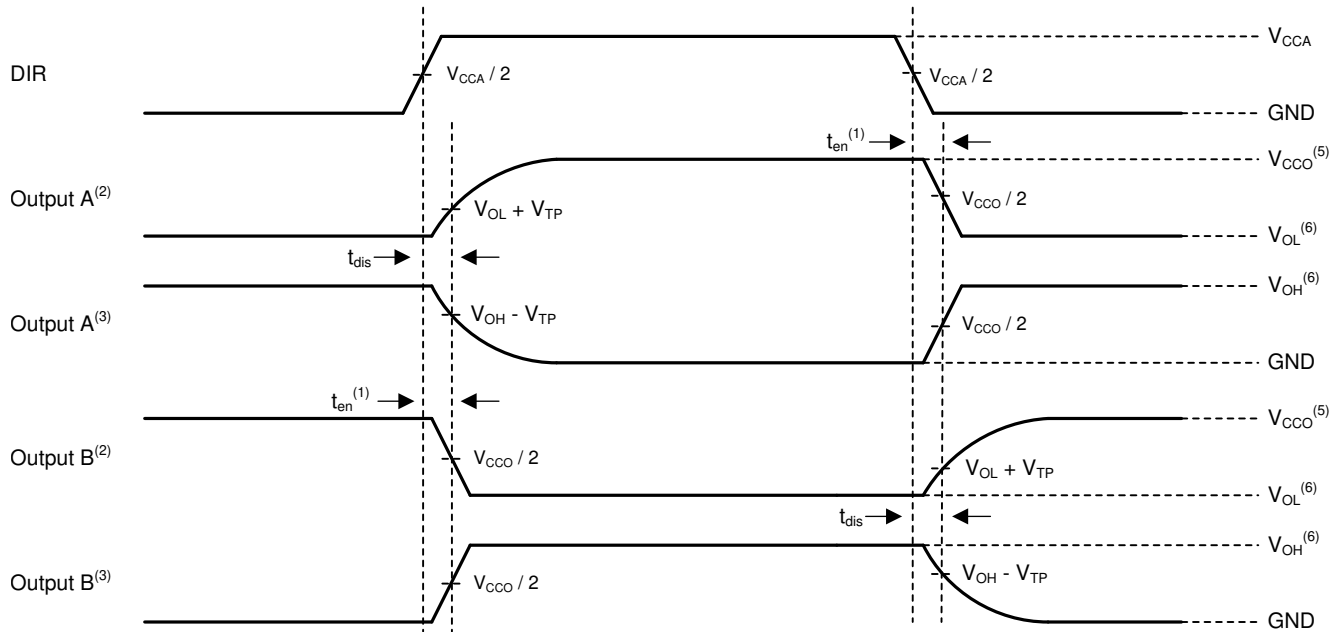 V_CCA
DIR
V_CCA / 2
V_CCA / 2
GND
t_en^(1)
V_CCO^(5)
Output A^(2)
V_OL + V_TP
V_CCO / 2
V_OL^(6)
t_dis
V_OH^(6)
Output A^(3)
V_OH - V_TP
V_CCO / 2
GND
t_en^(1)
V_CCO^(5)
Output B^(2)
V_CCO / 2
V_OL + V_TP
V_OL^(6)
t_dis
V_OH^(6)
Output B^(3)
V_CCO / 2
V_OH - V_TP
GND